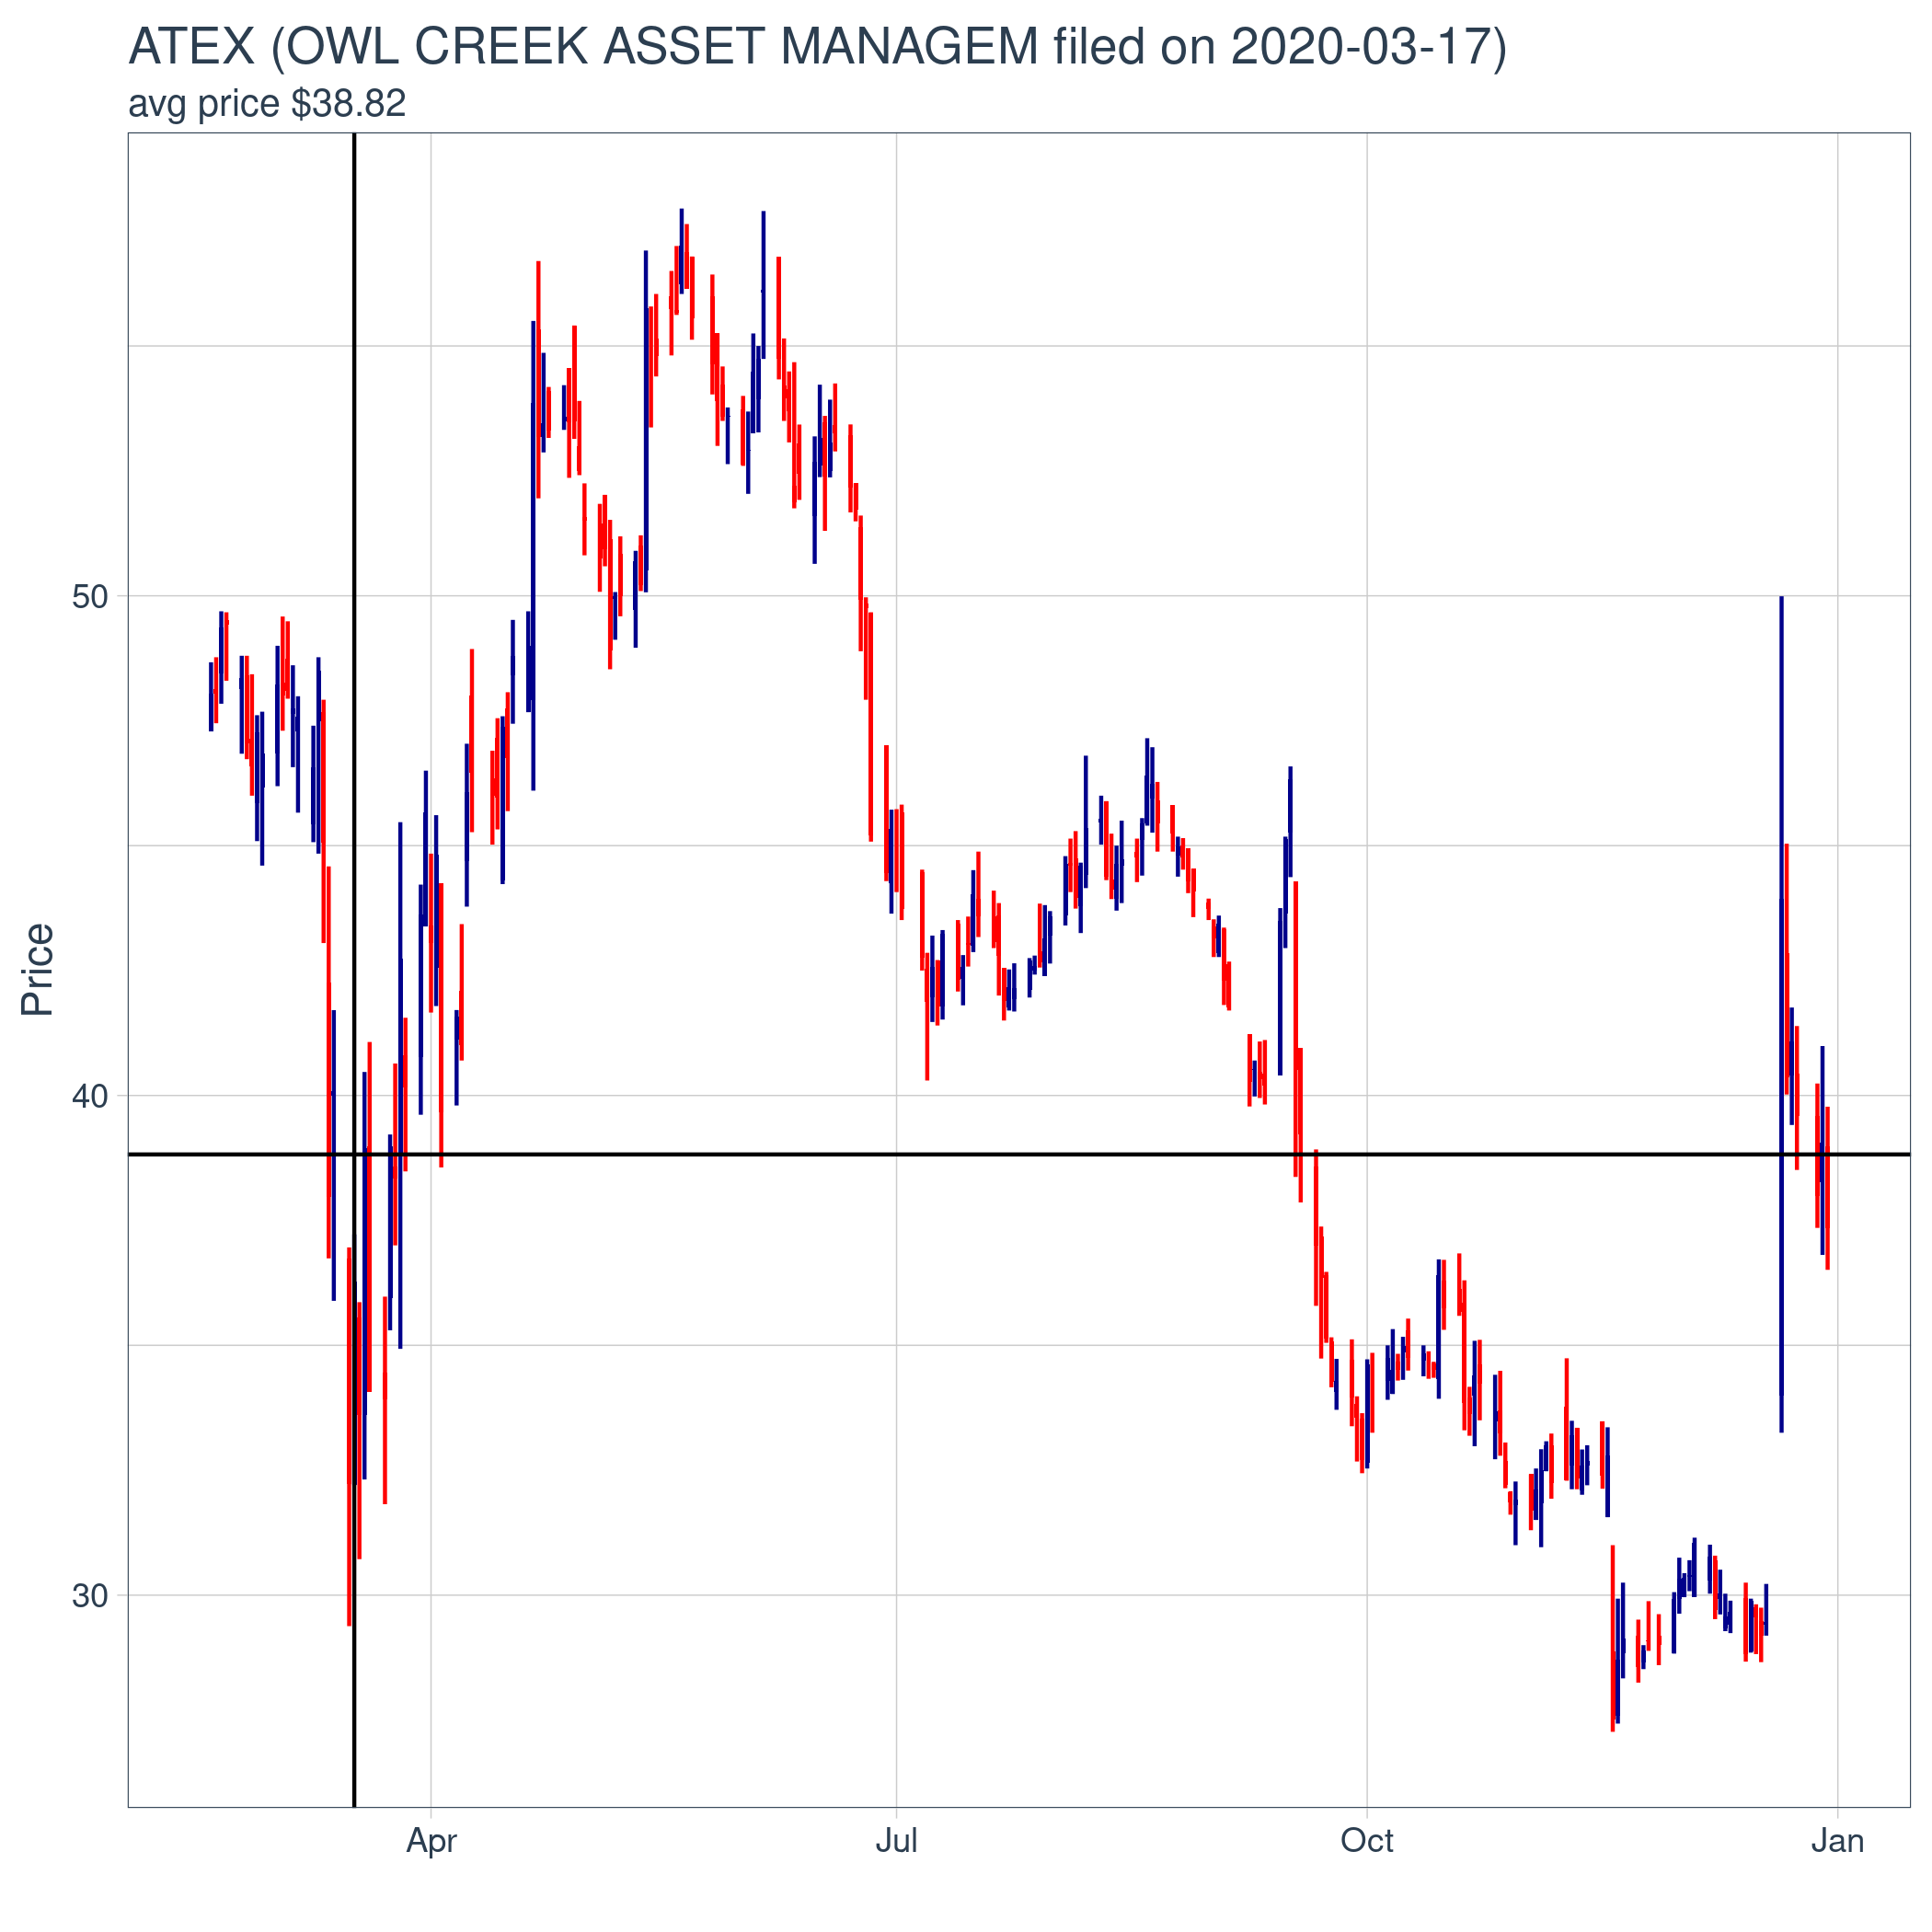 ATEX (OWL CREEK ASSET MANAGEM filed on 2020-03-17)
avg price $38.82
50
40
30
Price
Apr Jul Oct Jan